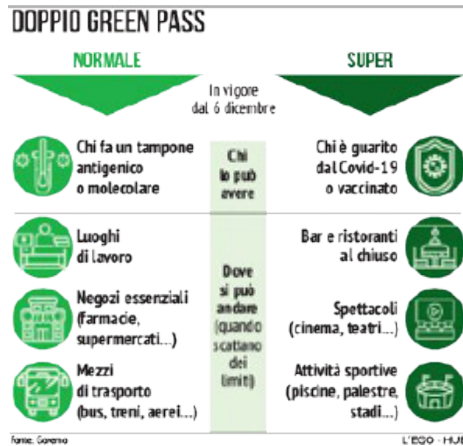 DOPPIO GREEN PASS
NORMALE
SUPER
In vigore
dal 6 dicembre
Chi fa un tampone
antigenico
o molecolare
Chi
lo può
avere
Chi è guarito
dal Covid-19
o vaccinato
Luoghi
di lavoro
Negozi essenziali
(farmacie,
supermercati...)
Mezzi
di trasporto
(bus, treni, aerei...)
Dove
si può
andare
(quando
scattano
dei
limiti)
Bar e ristoranti
al chiuso
Spettacoli
(cinema, teatri...)
Attività sportive
(piscine, palestre,
stadi...)
Fonte: Governo
L'EGO - HUB